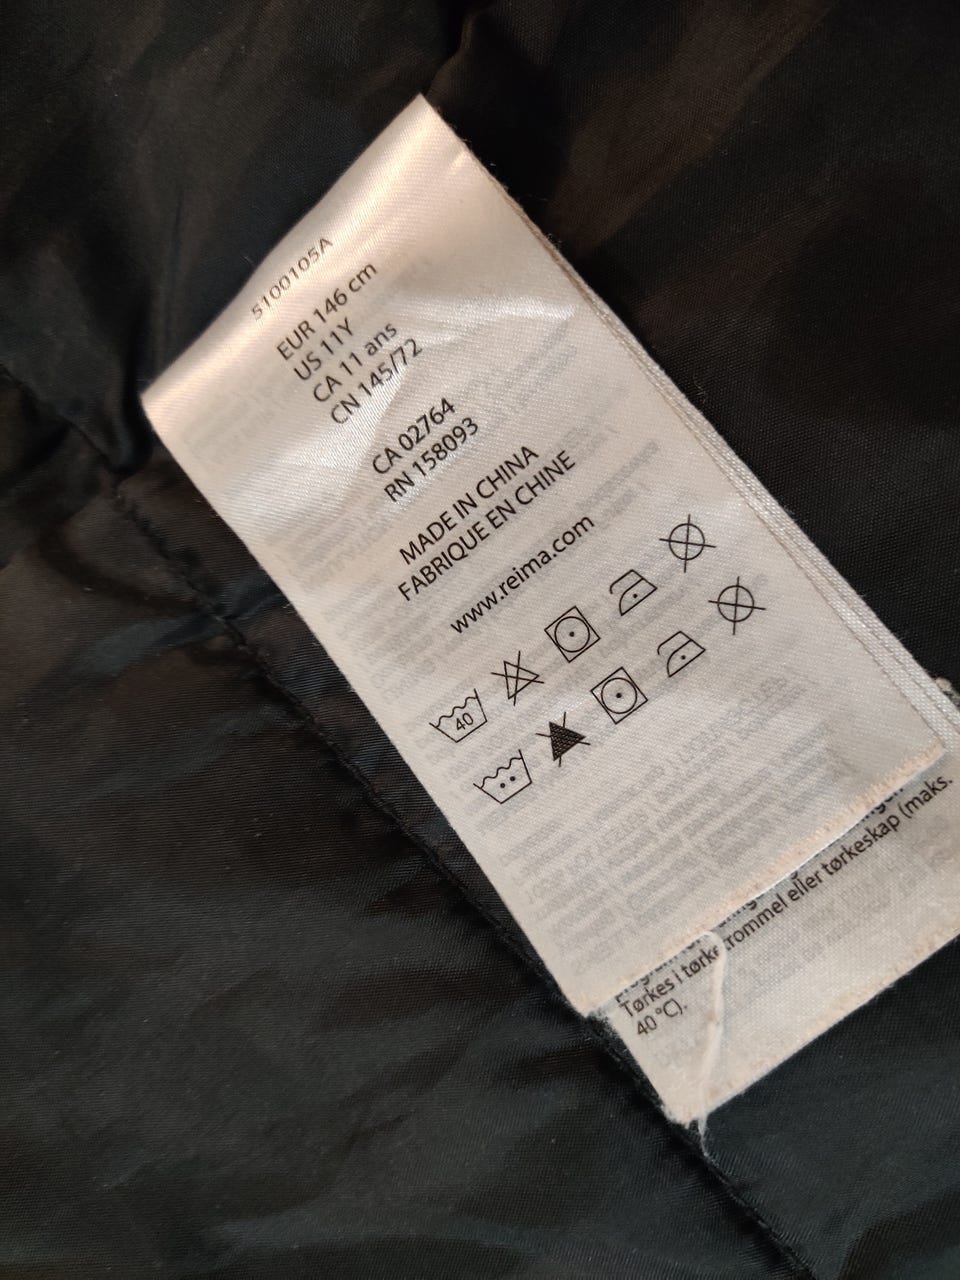 5100105A
EUR 146 cm
US 11Y
CA 11 ans
CN 145/72
CA 02764
RN 158093
MADE IN CHINA
FABRIQUE EN CHINE
www.reima.com
40
Tørkes i tørketrommel eller tørkeskap (maks.
40 °C).